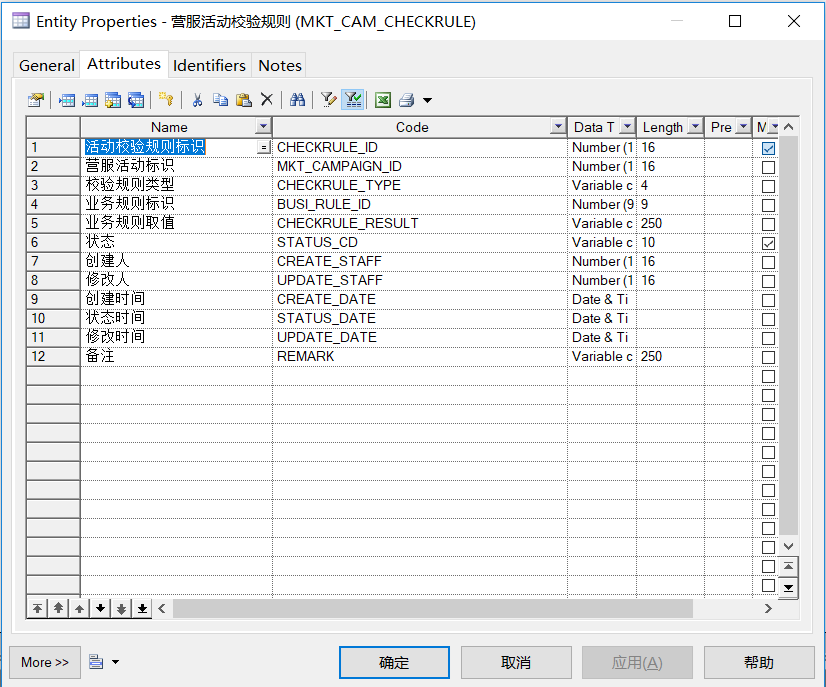 Entity Properties - 营服活动校验规则 (MKT_CAM_CHECKRULE)
General Attributes Identifiers Notes
Name Code Data T Length Pre M
1 活动校验规则标识 = CHECKRULE_ID Number (1 16
2 营服活动标识 MKT_CAMPAIGN_ID Number (1 16
3 校验规则类型 CHECKRULE_TYPE Variable c 4
4 业务规则标识 BUSI_RULE_ID Number (9 9
5 业务规则取值 CHECKRULE_RESULT Variable c 250
6 状态 STATUS_CD Variable c 10
7 创建人 CREATE_STAFF Number (1 16
8 修改人 UPDATE_STAFF Number (1 16
9 创建时间 CREATE_DATE Date & Ti
10 状态时间 STATUS_DATE Date & Ti
11 修改时间 UPDATE_DATE Date & Ti
12 备注 REMARK Variable c 250
More >> 确定 取消 应用(A) 帮助